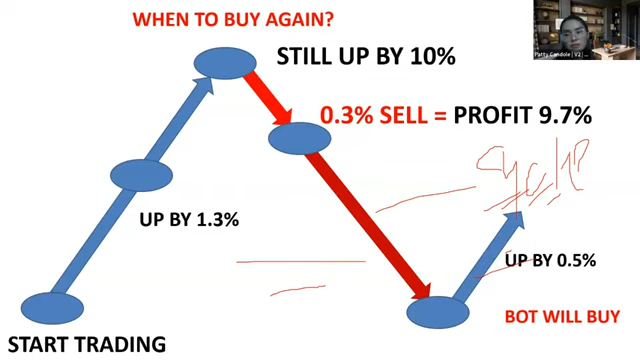 WHEN TO BUY AGAIN?
STILL UP BY 10%
0.3% SELL = PROFIT 9.7%
UP BY 1.3%
UP BY 0.5%
START TRADING
BOT WILL BUY